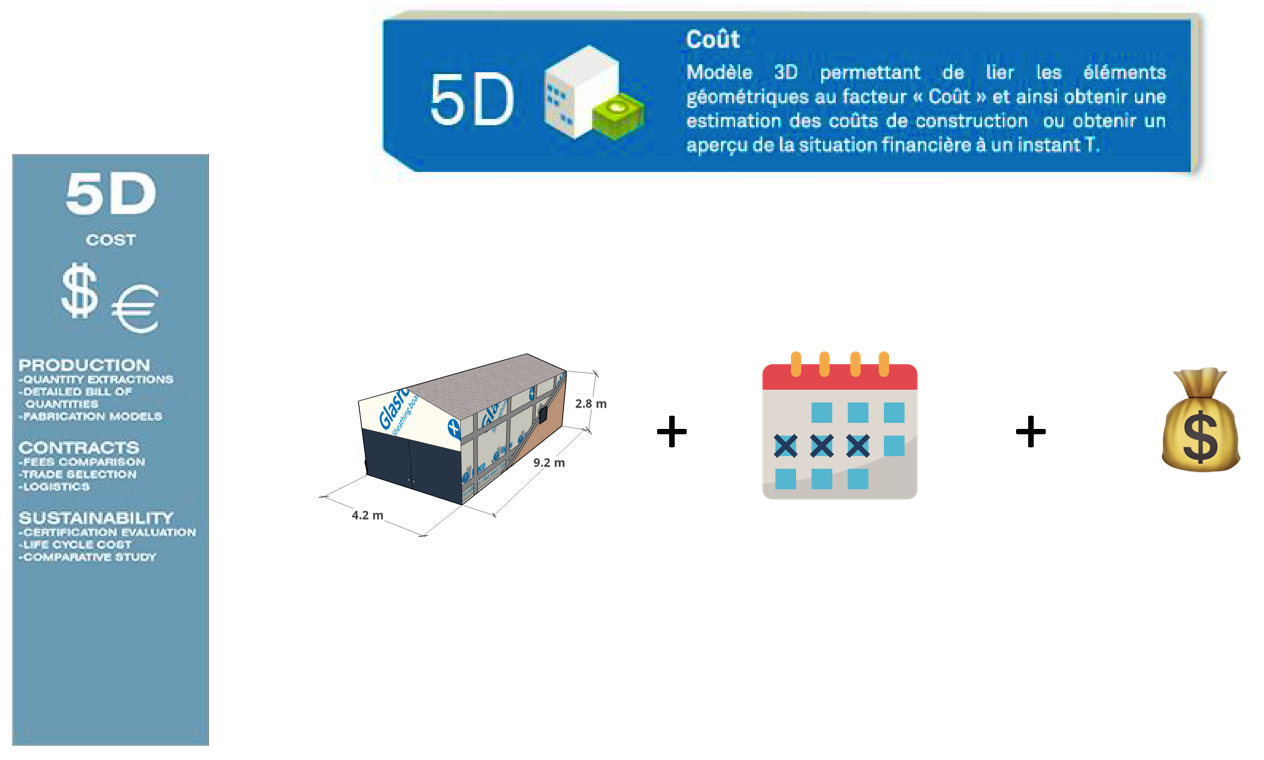 5D
Coût
Modèle 3D permettant de lier les éléments
géométriques au facteur « Coût » et ainsi obtenir une
estimation des coûts de construction ou obtenir un
aperçu de la situation financière à un instant T.
5D
COST
$ €
PRODUCTION
-QUANTITY EXTRACTIONS
-DETAILED BILL OF
QUANTITIES
-FABRICATION MODELS
CONTRACTS
-FEES COMPARISON
-TRADE SELECTION
-LOGISTICS
SUSTAINABILITY
-CERTIFICATION EVALUATION
-LIFE CYCLE COST
-COMPARATIVE STUDY
2.8 m
9.2 m
4.2 m
+
+
$